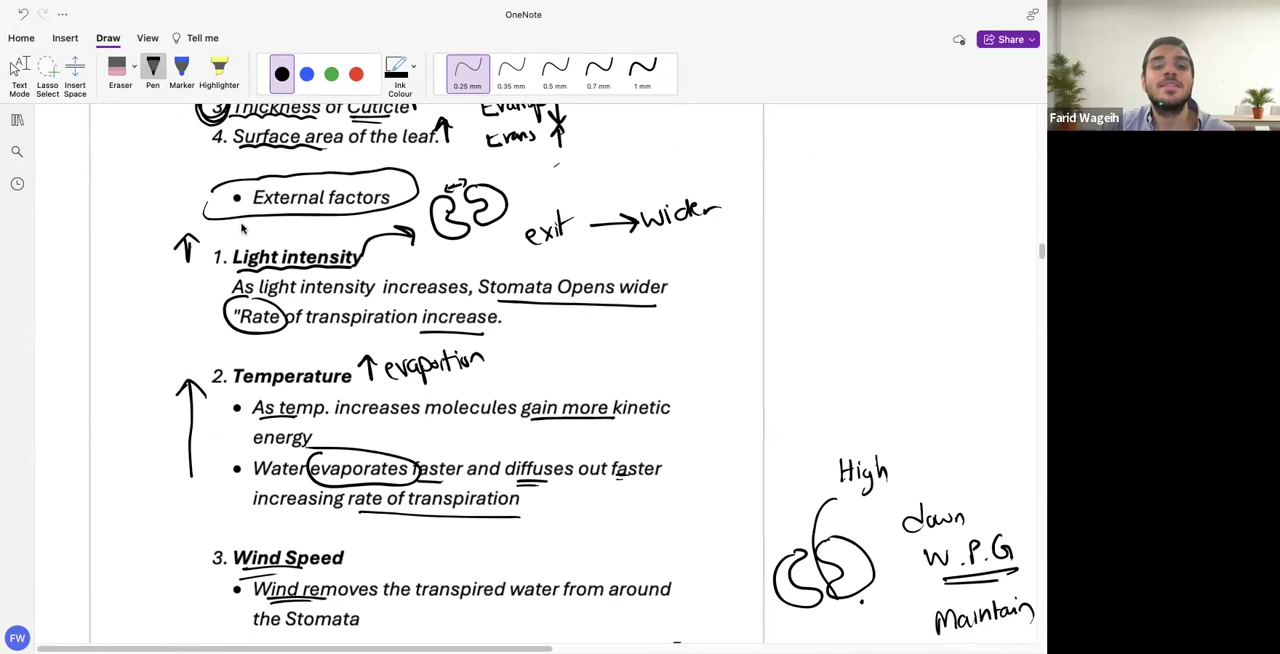 OneNote
Home Insert Draw View Tell me
Share
Text Mode
Lasso Select
Insert Space
Eraser
Pen
Marker
Highlighter
Ink Colour
0.25 mm
0.35 mm
0.5 mm
0.7 mm
1 mm
Farid Wageih
3. Thickness of Cuticle
4. Surface area of the leaf.
trans
• External factors
exit → wider
1. Light intensity
As light intensity increases, Stomata Opens wider
"Rate of transpiration increase.
2. Temperature ↑ evaportion
• As temp. increases molecules gain more kinetic
energy
• Water evaporates faster and diffuses out faster
increasing rate of transpiration
High
down
W.P.G
Maintain
3. Wind Speed
• Wind removes the transpired water from around
the Stomata
FW